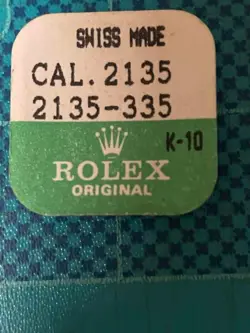 SWISS MADE
CAL. 2135
2135-335
K-10
ROLEX
ORIGINAL